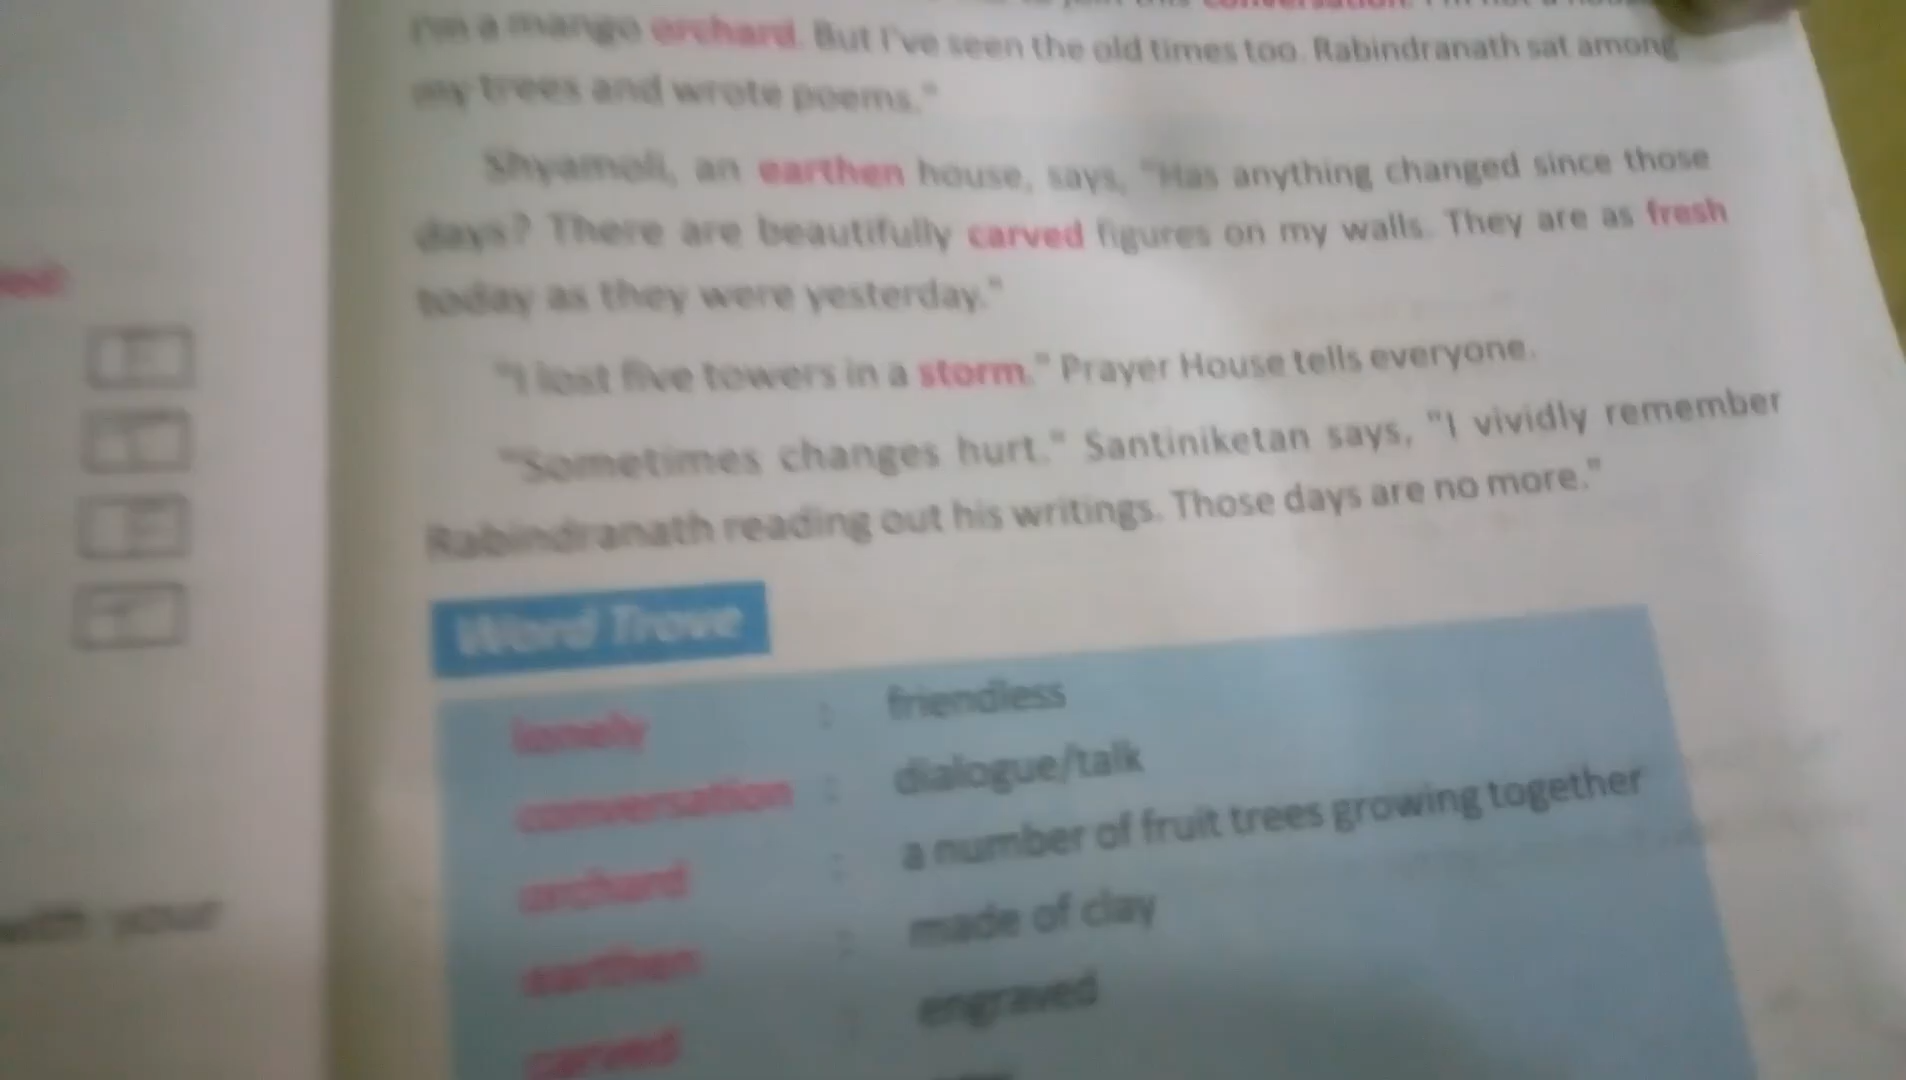 conversation.
I'm a mango orchard. But I've seen the old times too. Rabindranath sat among
my trees and wrote poems."
Shyamoli, an earthen house, says, "Has anything changed since those
days? There are beautifully carved figures on my walls. They are as fresh
today as they were yesterday."
"I lost five towers in a storm." Prayer House tells everyone.
"Sometimes changes hurt." Santiniketan says, "I vividly remember
Rabindranath reading out his writings. Those days are no more."
Word Trove
lonely : friendless
conversation : dialogue/talk
orchard : a number of fruit trees growing together
earthen : made of clay
carved : engraved
with your